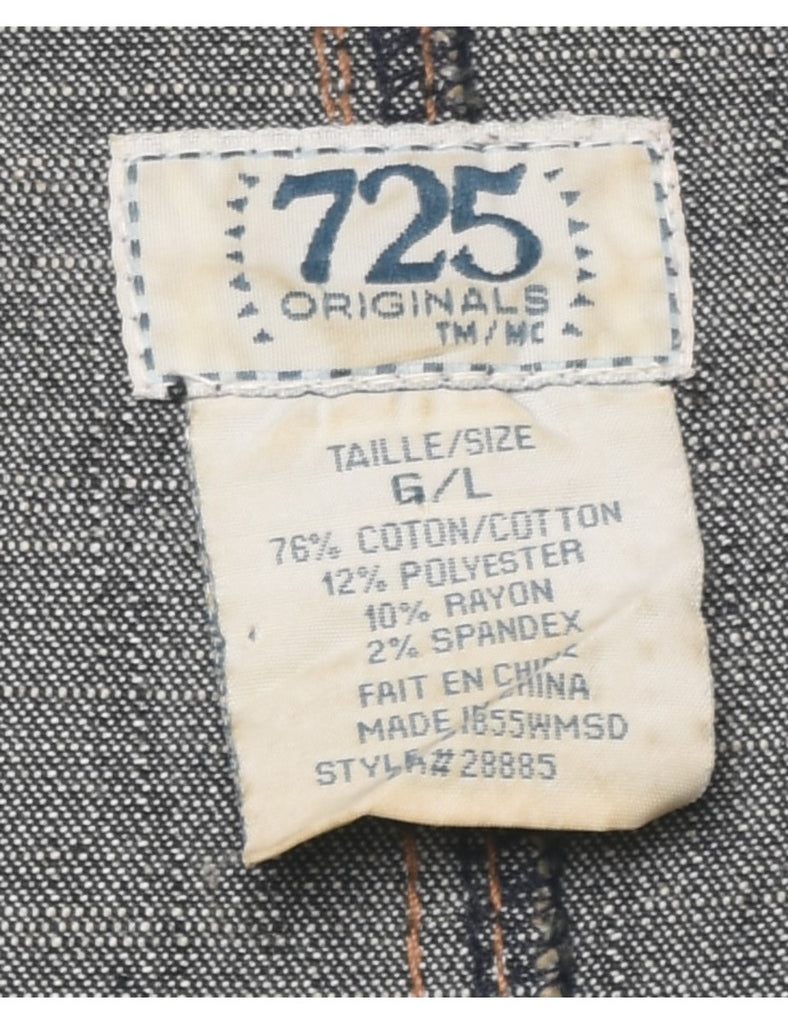 725
ORIGINALS
TM/MC
TAILLE/SIZE
G/L
76% COTON/COTTON
12% POLYESTER
10% RAYON
2% SPANDEX
FAIT EN CHINA
MADE
STYLE# 28885